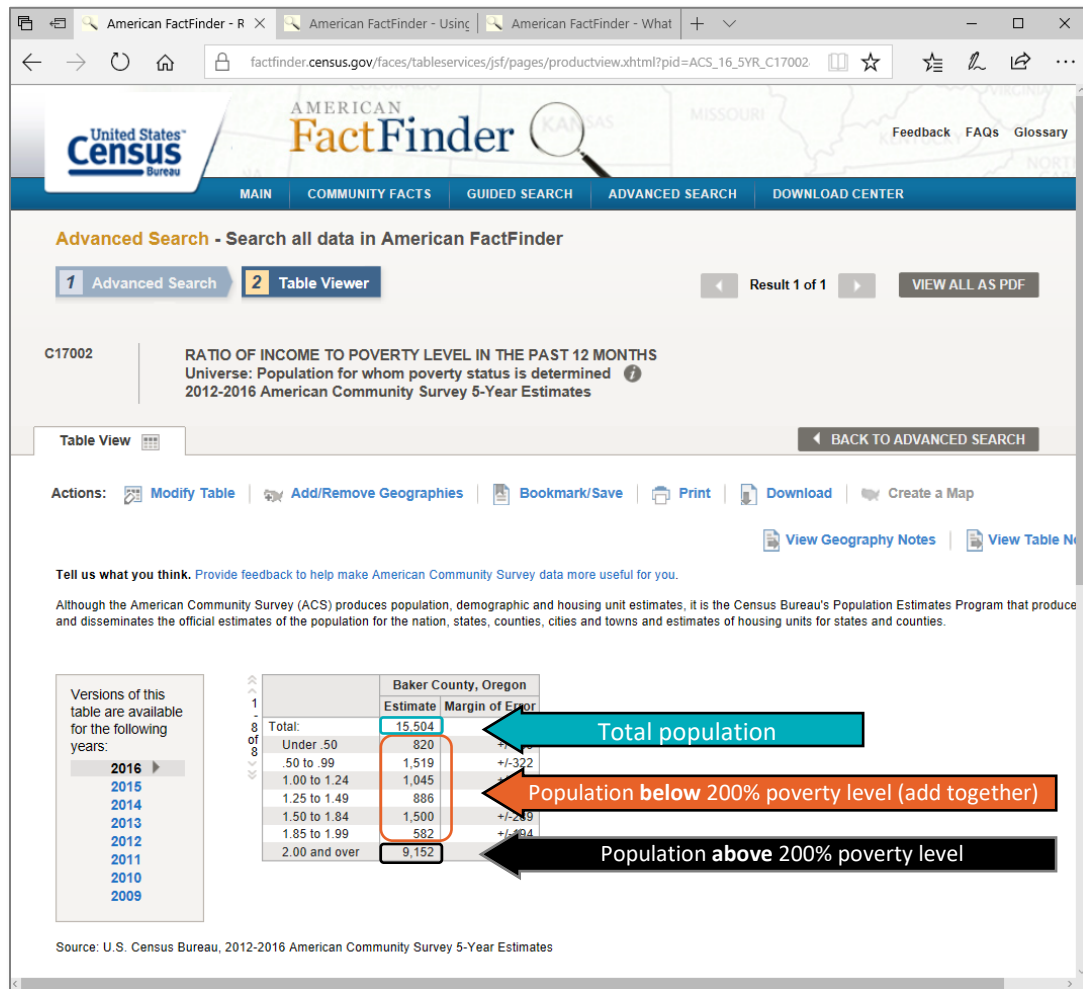 American FactFinder - R
American FactFinder - Using
American FactFinder - What
factfinder.census.gov/faces/tableservices/jsf/pages/productview.xhtml?pid=ACS_16_5YR_C17002
United States™
Census
Bureau
AMERICAN
FactFinder
KANSAS
MISSOURI
KENTUCKY
VIRGINIA
Feedback FAQs Glossary
MAIN COMMUNITY FACTS GUIDED SEARCH ADVANCED SEARCH DOWNLOAD CENTER
Advanced Search - Search all data in American FactFinder
1 Advanced Search 2 Table Viewer
Result 1 of 1
VIEW ALL AS PDF
C17002
RATIO OF INCOME TO POVERTY LEVEL IN THE PAST 12 MONTHS
Universe: Population for whom poverty status is determined i
2012-2016 American Community Survey 5-Year Estimates
Table View
BACK TO ADVANCED SEARCH
Actions: Modify Table Add/Remove Geographies Bookmark/Save Print Download Create a Map
View Geography Notes View Table No
Tell us what you think. Provide feedback to help make American Community Survey data more useful for you.
Although the American Community Survey (ACS) produces population, demographic and housing unit estimates, it is the Census Bureau's Population Estimates Program that produce
and disseminates the official estimates of the population for the nation, states, counties, cities and towns and estimates of housing units for states and counties.
Versions of this
table are available
for the following
years:
2016
2015
2014
2013
2012
2011
2010
2009
1
-
8
of
8
Baker County, Oregon
Estimate Margin of Error
Total: 15,504
Under .50 820
.50 to .99 1,519 +/-322
1.00 to 1.24 1,045
1.25 to 1.49 886
1.50 to 1.84 1,500
1.85 to 1.99 582
2.00 and over 9,152
Total population
Population below 200% poverty level (add together)
Population above 200% poverty level
Source: U.S. Census Bureau, 2012-2016 American Community Survey 5-Year Estimates